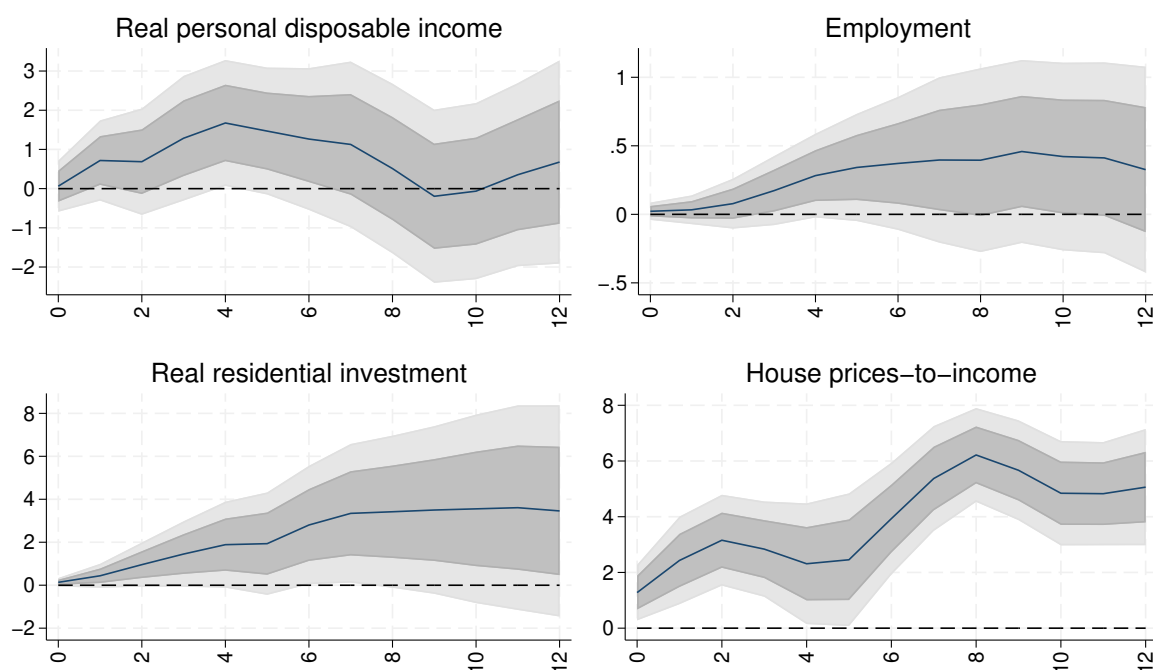 Real personal disposable income
3
2
1
0
−1
−2
0 2 4 6 8 10 12
Employment
1
.5
0
−.5
0 2 4 6 8 10 12
Real residential investment
8
6
4
2
0
−2
0 2 4 6 8 10 12
House prices−to−income
8
6
4
2
0
0 2 4 6 8 10 12